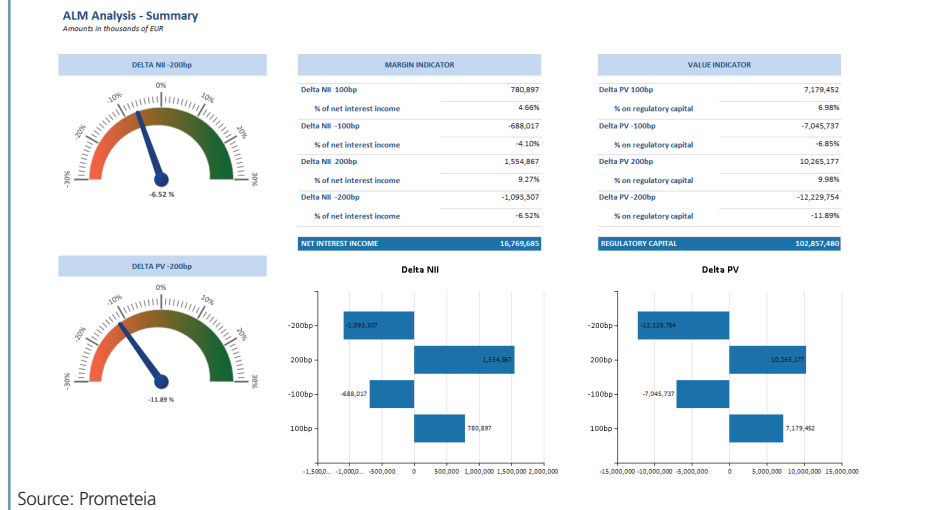 ALM Analysis - Summary
Amounts in thousands of EUR
DELTA NII -200bp
-30%
-20%
-10%
0%
10%
20%
30%
-6.52 %
MARGIN INDICATOR
Delta NII 100bp 780,897
% of net interest income 4.66%
Delta NII -100bp -688,017
% of net interest income -4.10%
Delta NII 200bp 1,554,867
% of net interest income 9.27%
Delta NII -200bp -1,093,307
% of net interest income -6.52%
NET INTEREST INCOME 16,769,685
VALUE INDICATOR
Delta PV 100bp 7,179,452
% on regulatory capital 6.98%
Delta PV -100bp -7,045,737
% on regulatory capital -6.85%
Delta PV 200bp 10,265,177
% on regulatory capital 9.98%
Delta PV -200bp -12,229,754
% on regulatory capital -11.89%
REGULATORY CAPITAL 102,857,480
DELTA PV -200bp
-30%
-20%
-10%
0%
10%
20%
30%
-11.89 %
Delta NII
-200bp -1,093,307
200bp 1,554,867
-100bp -688,017
100bp 780,897
-1,500,0... -1,000,0... -500,000 0 500,000 1,000,000 1,500,000 2,000,000
Delta PV
-200bp -12,229,754
200bp 10,265,177
-100bp -7,045,737
100bp 7,179,452
-15,000,000 -10,000,000 -5,000,000 0 5,000,000 10,000,000 15,000,000
Source: Prometeia